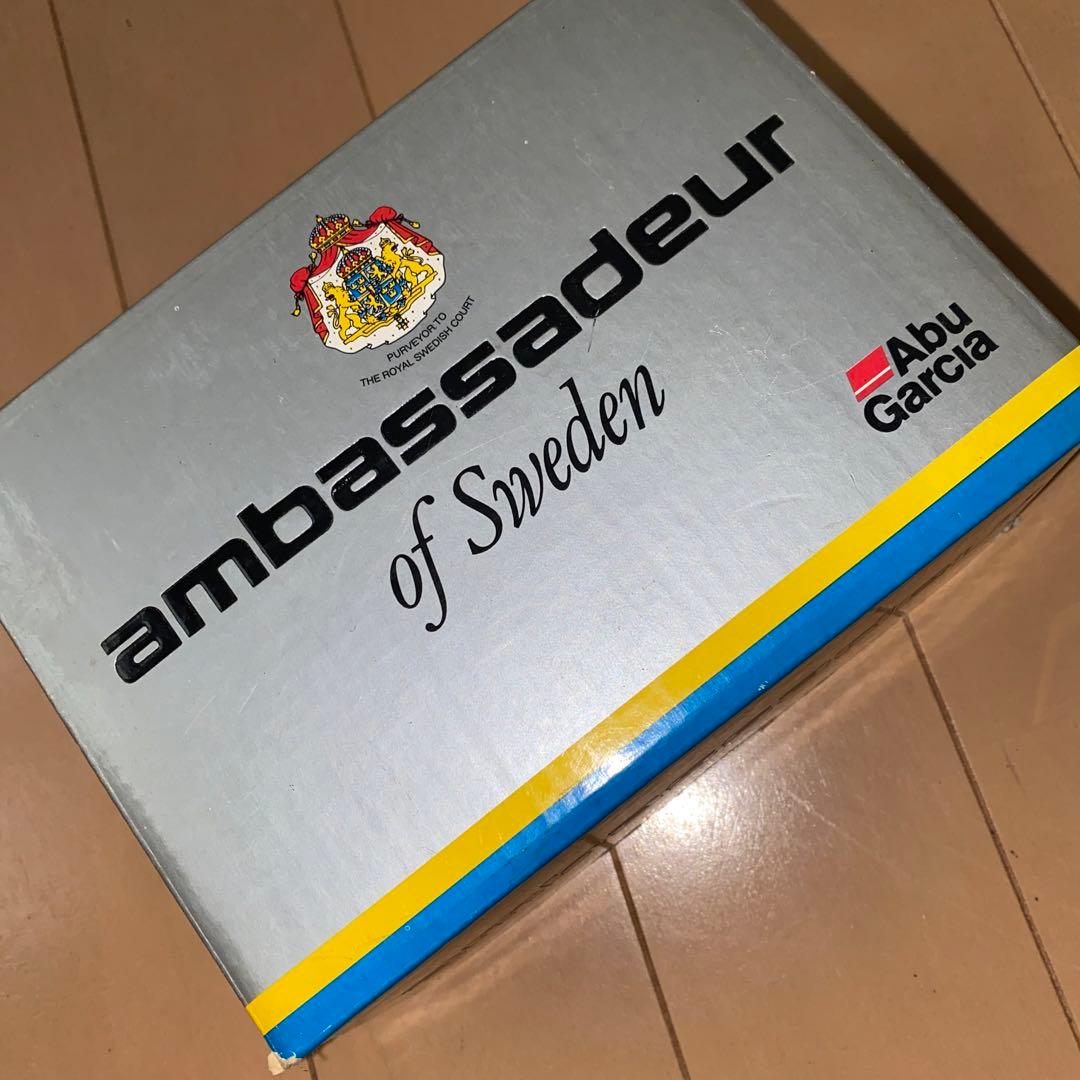 PURVEYOR TO
THE ROYAL SWEDISH COURT
ambassadeur
of Sweden
Abu
Garcia